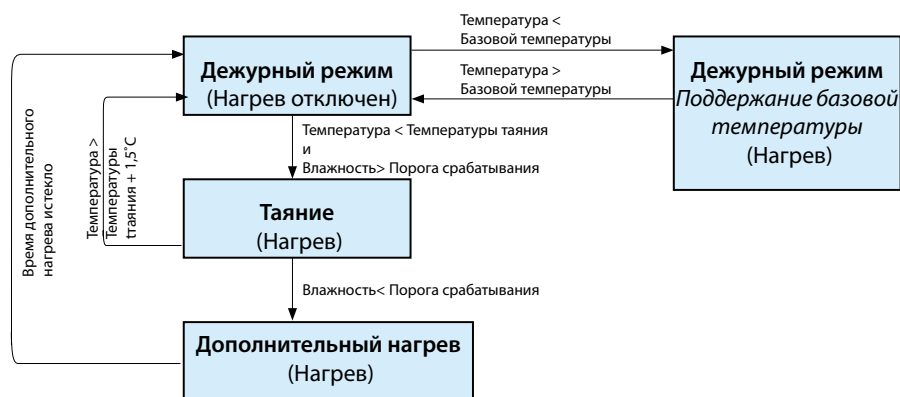 Температура <
Базовой температуры
Дежурный режим
(Нагрев отключен)
Температура >
Базовой температуры
Дежурный режим
Поддержание базовой
температуры
(Нагрев)
Температура < Температуры таяния
и
Влажность> Порога срабатывания
Время дополнительного
нагрева истекло
Температура >
Температуры
tтаяния + 1,5˚C
Таяние
(Нагрев)
Влажность< Порога срабатывания
Дополнительный нагрев
(Нагрев)